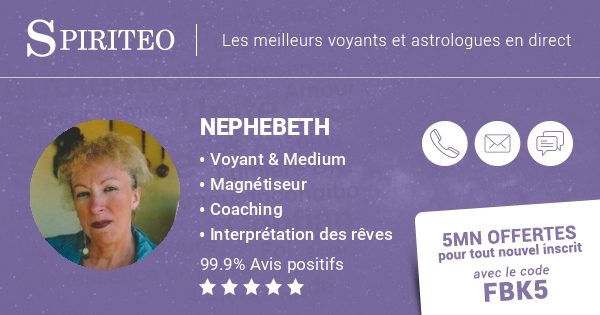 SPIRITEO
Les meilleurs voyants et astrologues en direct
NEPHEBETH
• Voyant & Medium
• Magnétiseur
• Coaching
• Interprétation des rêves
99.9% Avis positifs
5MN OFFERTES
pour tout nouvel inscrit
avec le code
FBK5